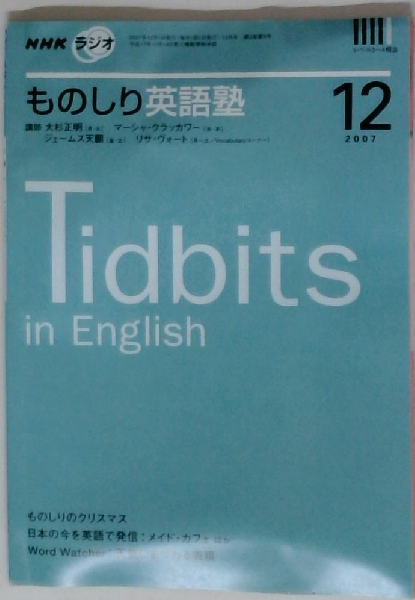 NHK ラジオ
ものしり英語塾
12
2007
講師 大杉正明 マーシャ・クラッカワー
ジェームス天願 リサ・ヴォート
Tidbits
in English
ものしりのクリスマス
日本の今を英語で発信：メイド・カフェ ほか
Word Watcher